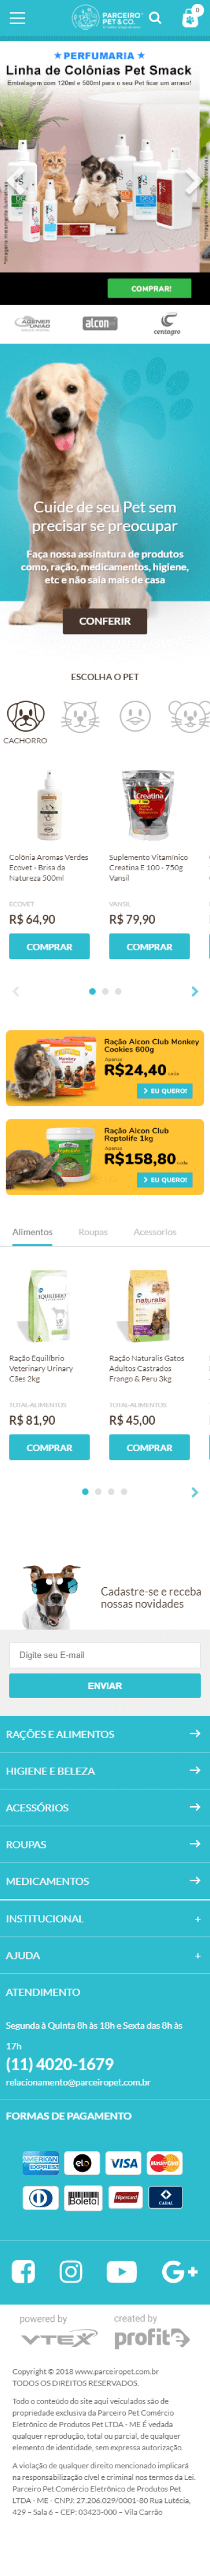 PARCEIRO
PET&CO.
0
PERFUMARIA
Linha de Colônias Pet Smack
Embalagem com 120ml e 500ml para o seu Pet ficar um arraso!
COMPRAR!
AGENER
UNIÃO
alcon
centagro
Cuide de seu Pet sem
precisar se preocupar
Faça nossa assinatura de produtos
como, ração, medicamentos, higiene,
etc e não saia mais de casa
CONFERIR
ESCOLHA O PET
CACHORRO
Colônia Aromas Verdes
Ecovet - Brisa da
Natureza 500ml
ECOVET
R$ 64,90
COMPRAR
Creatina
Suplemento Vitamínico
Creatina E 100 - 750g
Vansil
VANSIL
R$ 79,90
COMPRAR
Ração Alcon Club Monkey
Cookies 600g
Apenas
R$24,40 cada
EU QUERO!
Ração Alcon Club
Reptolife 1kg
Apenas
R$158,80 cada
EU QUERO!
Alimentos Roupas Acessorios
EQUILÍBRIO
Ração Equilíbrio
Veterinary Urinary
Cães 2kg
TOTAL-ALIMENTOS
R$ 81,90
COMPRAR
naturalis
Ração Naturalis Gatos
Adultos Castrados
Frango & Peru 3kg
TOTAL-ALIMENTOS
R$ 45,00
COMPRAR
Cadastre-se e receba
nossas novidades
Digite seu E-mail
ENVIAR
RAÇÕES E ALIMENTOS
HIGIENE E BELEZA
ACESSÓRIOS
ROUPAS
MEDICAMENTOS
INSTITUCIONAL +
AJUDA +
ATENDIMENTO
Segunda à Quinta 8h às 18h e Sexta das 8h às
17h
(11) 4020-1679
relacionamento@parceiropet.com.br
FORMAS DE PAGAMENTO
AMERICAN EXPRESS
elo
VISA
MasterCard
Boleto
Hipercard
CABAL
G+
powered by
VTEX
created by
profite
Copyright © 2018 www.parceiropet.com.br
TODOS OS DIREITOS RESERVADOS.
Todo o conteúdo do site aqui veiculados são de
propriedade exclusiva da Parceiro Pet Comércio
Eletrônico de Produtos Pet LTDA - ME É vedada
qualquer reprodução, total ou parcial, de qualquer
elemento de identidade, sem expressa autorização.
A violação de qualquer direito mencionado implicará
na responsabilização cível e criminal nos termos da Lei.
Parceiro Pet Comércio Eletrônico de Produtos Pet
LTDA - ME - CNPJ: 27.206.029/0001-80 Rua Lutécia,
429 – Sala 6 – CEP: 03423-000 – Vila Carrão